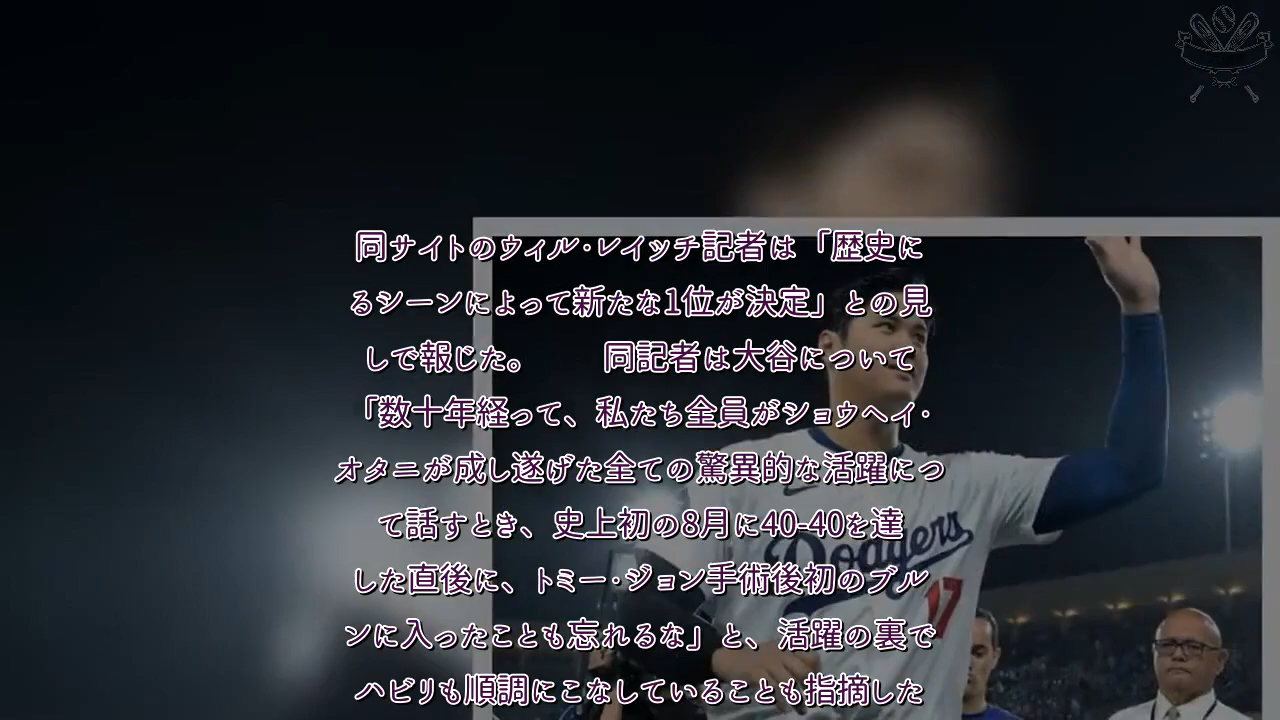 同サイトのウィル・レイッチ記者は「歴史に
るシーンによって新たな1位が決定」との見
しで報じた。　　同記者は大谷について
「数十年経って、私たち全員がショウヘイ・
オタニが成し遂げた全ての驚異的な活躍につ
て話すとき、史上初の8月に40-40を達
した直後に、トミー・ジョン手術後初のブル
ンに入ったことも忘れるな」と、活躍の裏で
ハビリも順調にこなしていることも指摘した
Dodgers
17